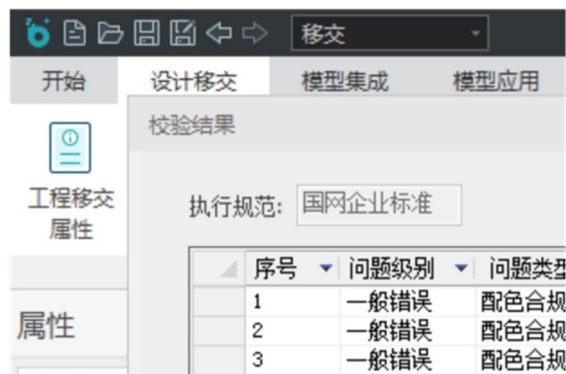 移交
开始 设计移交 模型集成 模型应用
校验结果
工程移交
属性
执行规范: 国网企业标准
序号 问题级别 问题类型
1 一般错误 配色合规
2 一般错误 配色合规
3 一般错误 配色合规
属性